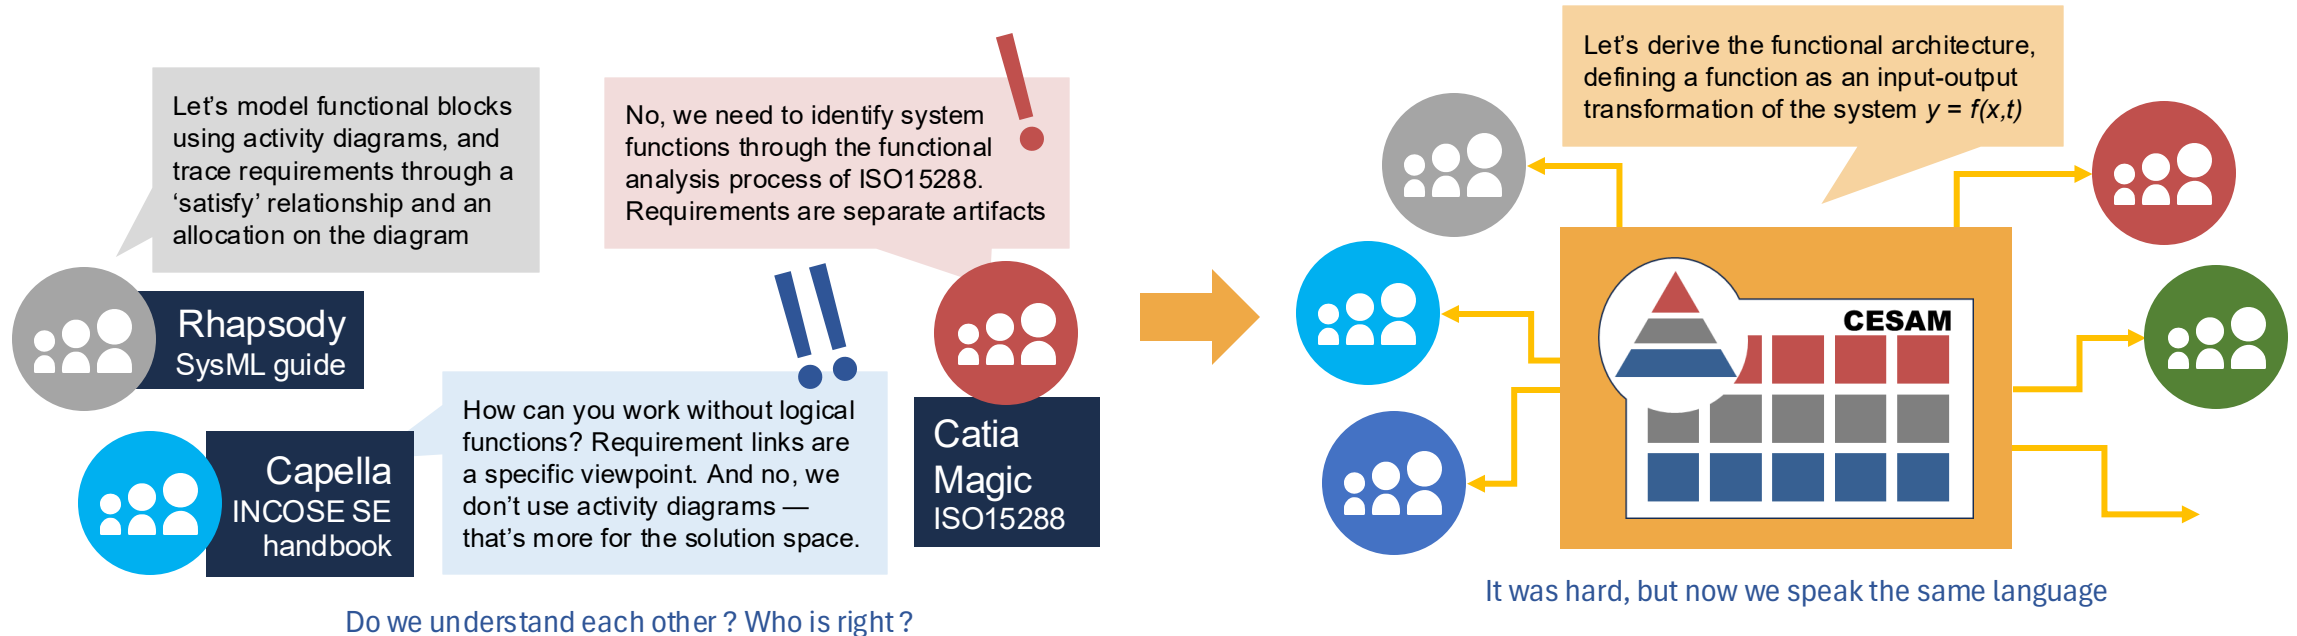 Let's model functional blocks
using activity diagrams, and
trace requirements through a
‘satisfy’ relationship and an
allocation on the diagram
Rhapsody
SysML guide
No, we need to identify system
functions through the functional
analysis process of ISO15288.
Requirements are separate artifacts
Catia
Magic
ISO15288
How can you work without logical
functions? Requirement links are
a specific viewpoint. And no, we
don’t use activity diagrams —
that’s more for the solution space.
Capella
INCOSE SE
handbook
Do we understand each other ? Who is right ?
Let’s derive the functional architecture,
defining a function as an input-output
transformation of the system y = f(x,t)
CESAM
It was hard, but now we speak the same language